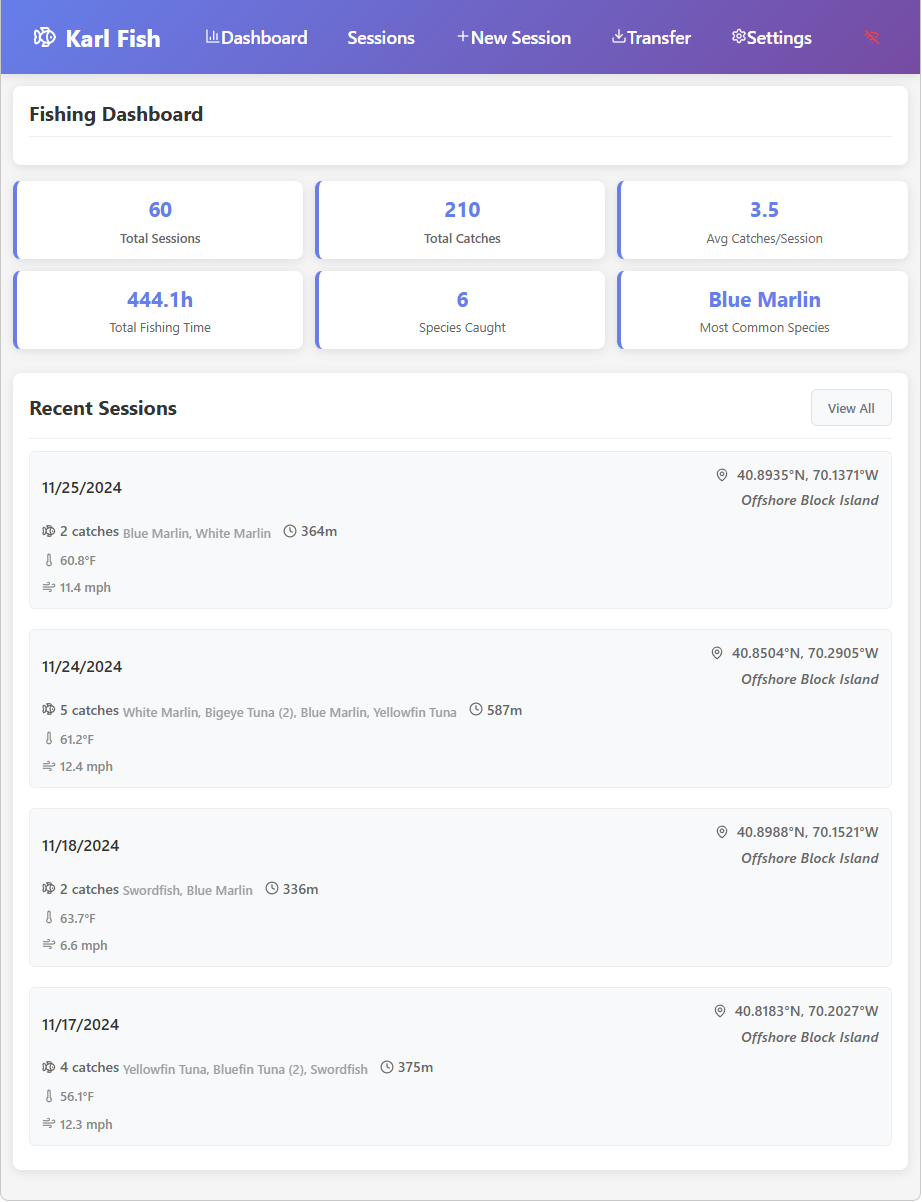 Karl Fish Dashboard Sessions +New Session Transfer Settings
Fishing Dashboard
60
Total Sessions
210
Total Catches
3.5
Avg Catches/Session
444.1h
Total Fishing Time
6
Species Caught
Blue Marlin
Most Common Species
Recent Sessions View All
11/25/2024
40.8935°N, 70.1371°W
Offshore Block Island
2 catches Blue Marlin, White Marlin 364m
60.8°F
11.4 mph
11/24/2024
40.8504°N, 70.2905°W
Offshore Block Island
5 catches White Marlin, Bigeye Tuna (2), Blue Marlin, Yellowfin Tuna 587m
61.2°F
12.4 mph
11/18/2024
40.8988°N, 70.1521°W
Offshore Block Island
2 catches Swordfish, Blue Marlin 336m
63.7°F
6.6 mph
11/17/2024
40.8183°N, 70.2027°W
Offshore Block Island
4 catches Yellowfin Tuna, Bluefin Tuna (2), Swordfish 375m
56.1°F
12.3 mph